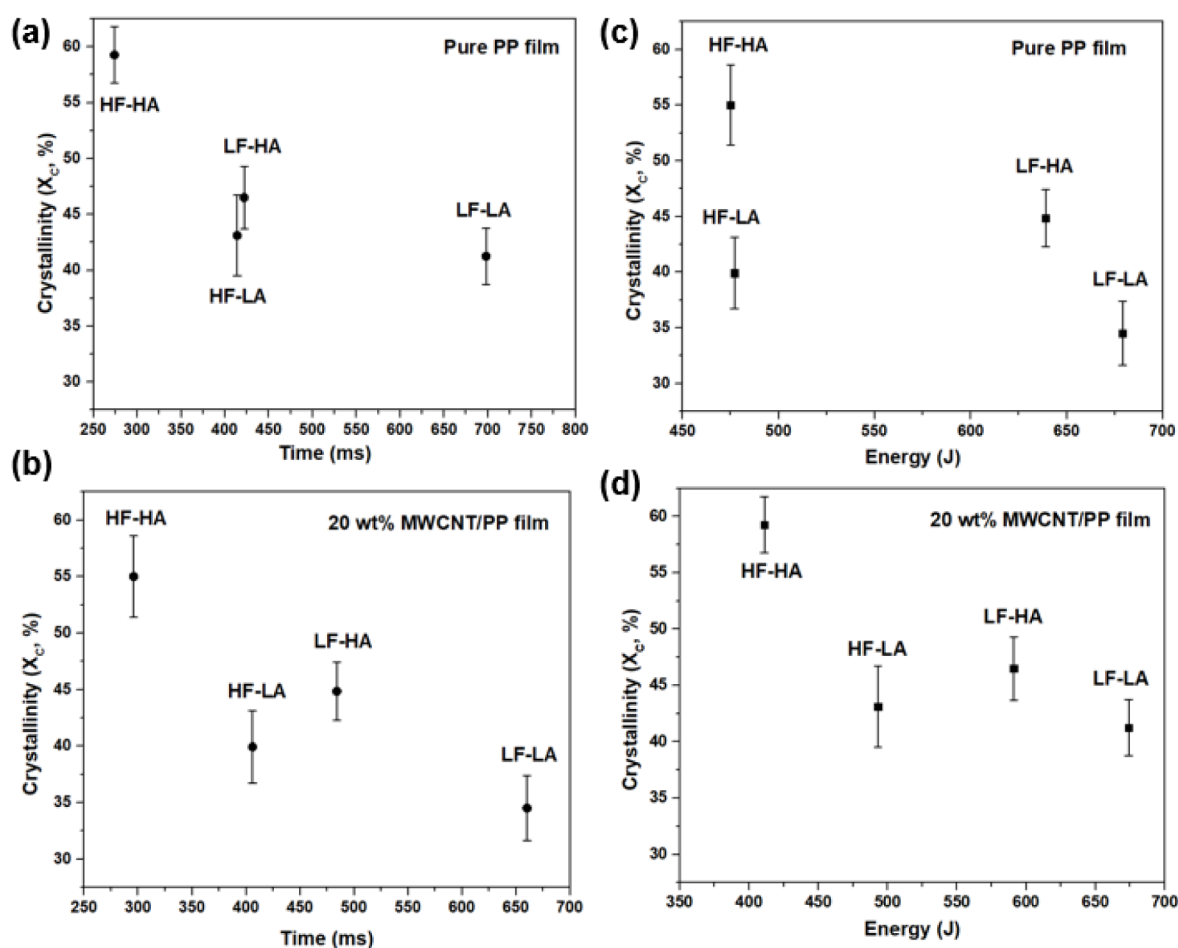 (a)
Pure PP film
HF-HA
LF-HA
HF-LA
LF-LA
Crystallinity (X_C, %)
60
55
50
45
40
35
30
250 300 350 400 450 500 550 600 650 700 750 800
Time (ms)
(c)
Pure PP film
HF-HA
HF-LA
LF-HA
LF-LA
Crystallinity (X_C, %)
60
55
50
45
40
35
30
450 500 550 600 650 700
Energy (J)
(b)
20 wt% MWCNT/PP film
HF-HA
LF-HA
HF-LA
LF-LA
Crystallinity (X_C, %)
60
55
50
45
40
35
30
250 300 350 400 450 500 550 600 650 700
Time (ms)
(d)
20 wt% MWCNT/PP film
HF-HA
LF-HA
HF-LA
LF-LA
Crystallinity (X_C, %)
60
55
50
45
40
35
30
350 400 450 500 550 600 650 700
Energy (J)